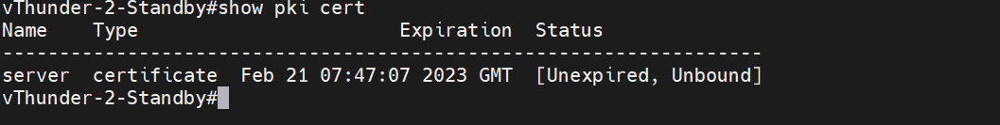 vThunder-2-Standby#show pki cert
Name    Type                       Expiration  Status
-------------------------------------------------------------------
server  certificate  Feb 21 07:47:07 2023 GMT  [Unexpired, Unbound]
vThunder-2-Standby#